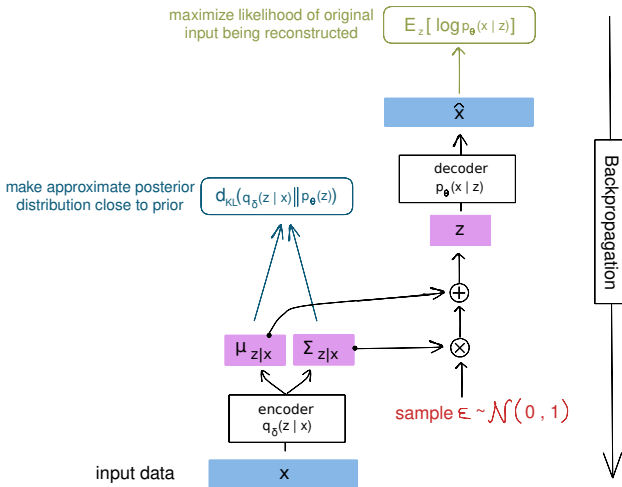 maximize likelihood of original
input being reconstructed
E_z [ log p_θ(x | z) ]
x̂
decoder
p_θ(x | z)
make approximate posterior
distribution close to prior
d_KL(q_δ(z | x) ‖ p_θ(z))
z
+
μ_z|x
Σ_z|x
×
encoder
q_δ(z | x)
sample ϵ ~ N(0 , 1)
input data
x
Backpropagation